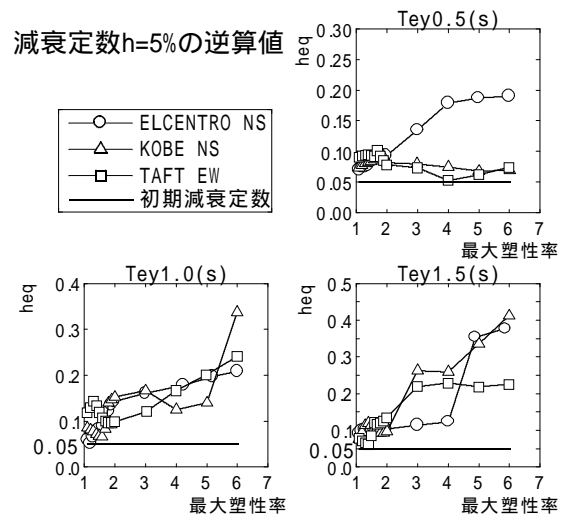 減衰定数h=5%の逆算値
ELCENTRO NS
KOBE NS
TAFT EW
初期減衰定数
Tey0.5(s)
heq
0.30
0.25
0.20
0.15
0.10
0.05
0.00
1 2 3 4 5 6 7
最大塑性率
Tey1.0(s)
heq
0.4
0.3
0.2
0.1
0.05
0.0
1 2 3 4 5 6 7
最大塑性率
Tey1.5(s)
heq
0.5
0.4
0.3
0.2
0.1
0.05
0.0
1 2 3 4 5 6 7
最大塑性率